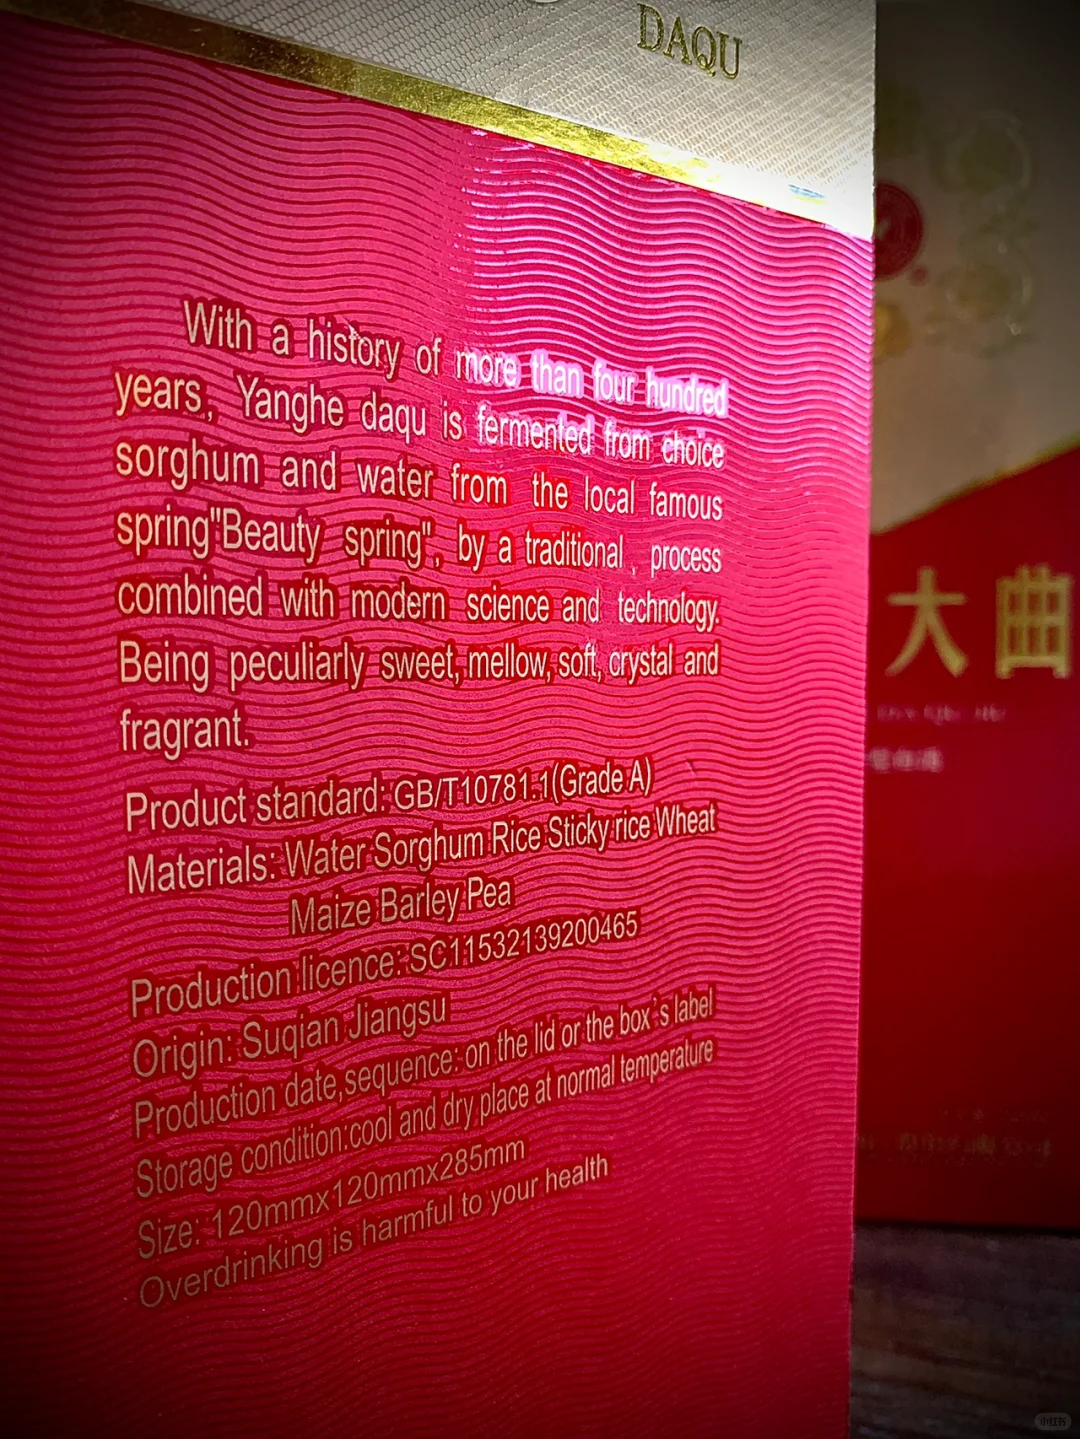 DAQU
With a history of more than four hundred
years, Yanghe daqu is fermented from choice
sorghum and water from the local famous
spring"Beauty spring", by a traditional, process
combined with modern science and technology.
Being peculiarly sweet,mellow,soft,crystal and
fragrant.
Product standard: GB/T10781.1(Grade A)
Materials: Water Sorghum Rice Sticky rice Wheat
Maize Barley Pea
Production licence: SC11532139200465
Origin: Suqian Jiangsu
Production date,sequence: on the lid or the box's label
Storage condition:cool and dry place at normal temperature
Size: 120mmx120mmx285mm
Overdrinking is harmful to your health
大曲
小红书